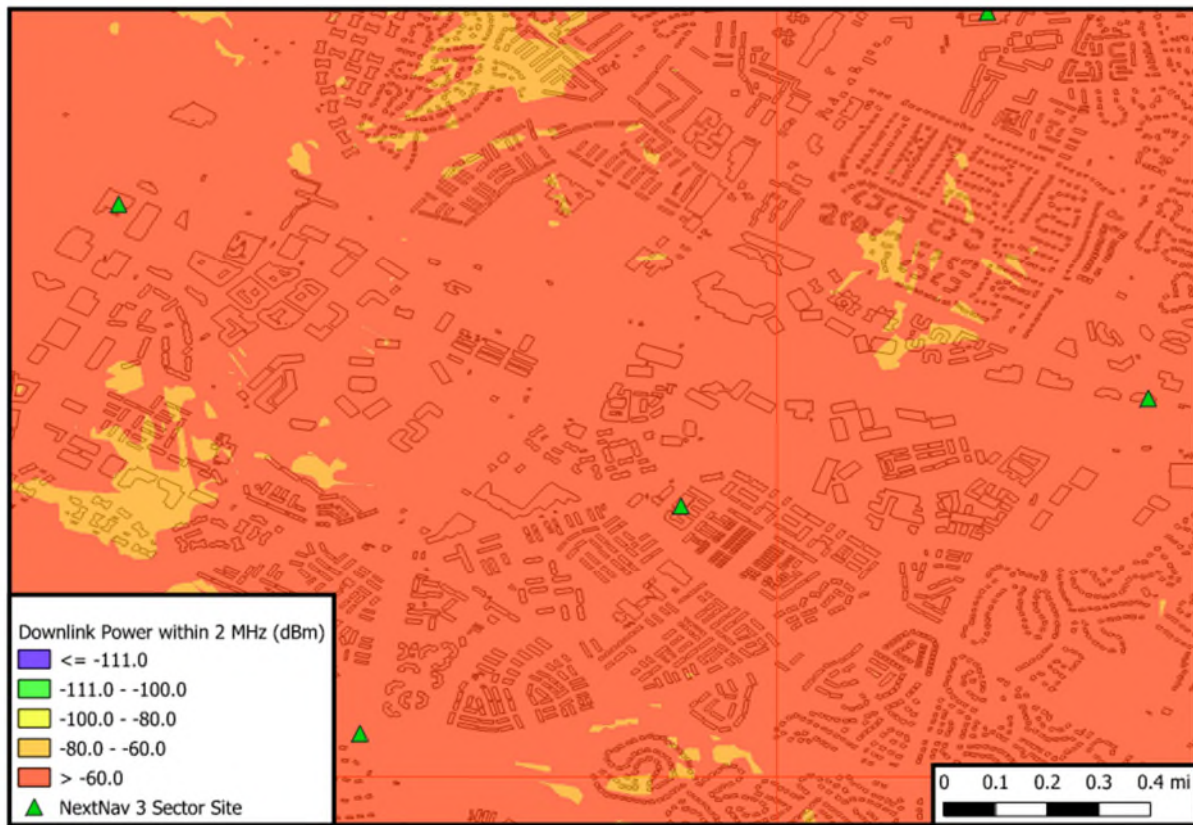 Downlink Power within 2 MHz (dBm)
<= -111.0
-111.0 - -100.0
-100.0 - -80.0
-80.0 - -60.0
> -60.0
NextNav 3 Sector Site
0 0.1 0.2 0.3 0.4 mi